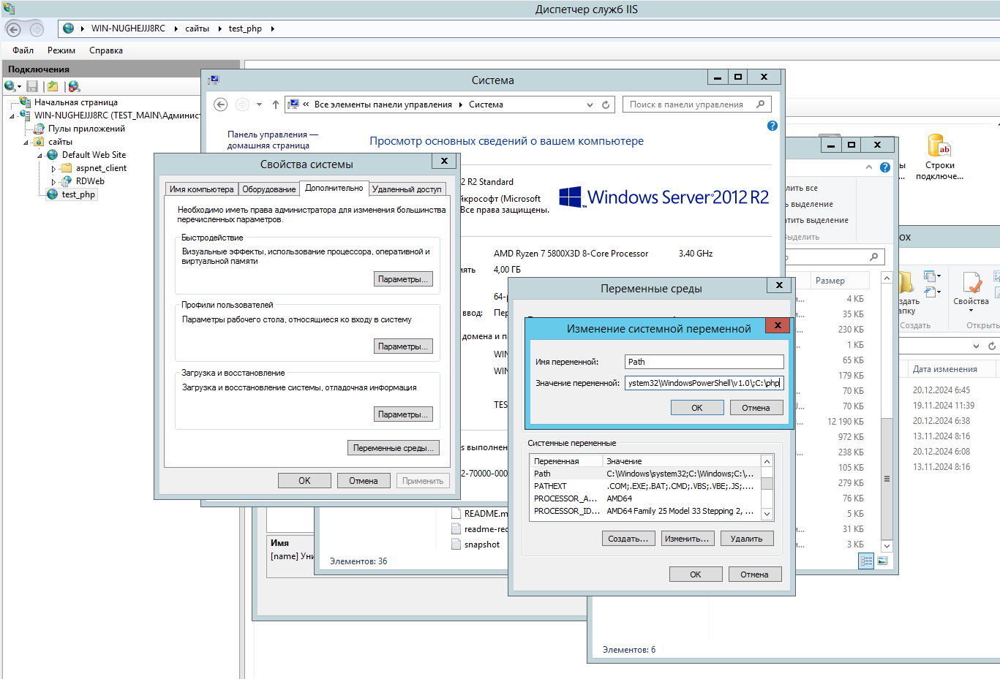 Диспетчер служб IIS
WIN-NUGHEJJJ8RC
сайты
test_php
Файл
Режим
Справка
Подключения
Начальная страница
WIN-NUGHEJJJ8RC (TEST_MAIN\Админист
Пулы приложений
сайты
Default Web Site
aspnet_client
RDWeb
test_php
Система
« Все элементы панели управления
Система
Поиск в панели управления
Панель управления —
домашняя страница
Просмотр основных сведений о вашем компьютере
2 R2 Standard
йкрософт (Microsoft
Все права защищены.
Windows Server 2012 R2
AMD Ryzen 7 5800X3D 8-Core Processor
3.40 GHz
мять
4,00 ГБ
64-р
ввод:
Пер
домена и п
WIN
WIN
TES
s выполнен
2-70000-000
Свойства системы
Имя компьютера
Оборудование
Дополнительно
Удаленный доступ
Необходимо иметь права администратора для изменения большинства
перечисленных параметров.
Быстродействие
Визуальные эффекты, использование процессора, оперативной и
виртуальной памяти
Параметры...
Профили пользователей
Параметры рабочего стола, относящиеся ко входу в систему
Параметры...
Загрузка и восстановление
Загрузка и восстановление системы, отладочная информация
Параметры...
Переменные среды...
OK
Отмена
Применить
Переменные среды
Изменение системной переменной
Имя переменной:
Path
Значение переменной:
ystem32\WindowsPowerShell\v1.0\;C:\php
OK
Отмена
Системные переменные
Переменная
Значение
Path
C:\Windows\system32;C:\Windows;C:\...
PATHEXT
.COM;.EXE;.BAT;.CMD;.VBS;.VBE;.JS;....
PROCESSOR_A...
AMD64
PROCESSOR_ID...
AMD64 Family 25 Model 33 Stepping 2, ...
Создать...
Изменить...
Удалить
OK
Отмена
README.m
readme-rec
snapshot
Элементов: 36
Имя
[name] Уни
лить все
ь выделение
тить выделение
ыделить
Размер
4 КБ
35 КБ
230 КБ
1 КБ
65 КБ
179 КБ
70 КБ
70 КБ
12 190 КБ
972 КБ
238 КБ
105 КБ
279 КБ
76 КБ
5 КБ
31 КБ
3 КБ
Строки
подключе...
ox
здать
апку
Создать
Свойства
Открыть
Дата изменения
20.12.2024 6:45
19.11.2024 11:39
20.12.2024 6:38
13.11.2024 8:16
20.12.2024 6:08
13.11.2024 8:16
Элементов: 6